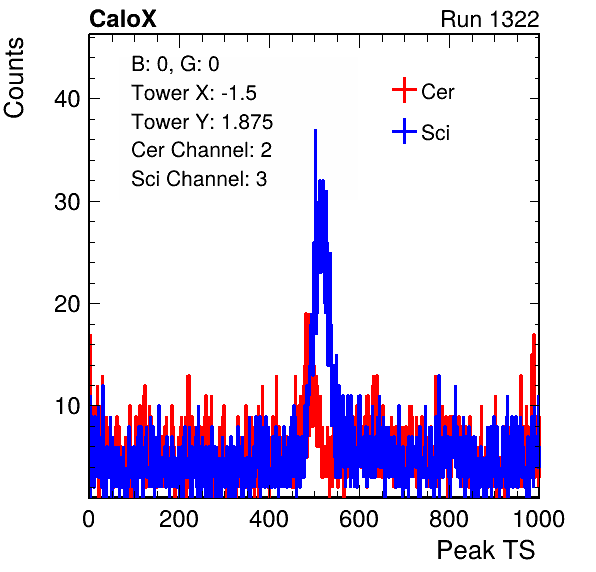 CaloX Run 1322
Counts
B: 0, G: 0
Tower X: -1.5
Tower Y: 1.875
Cer Channel: 2
Sci Channel: 3
Cer
Sci
40
30
20
10
0 200 400 600 800 1000
Peak TS